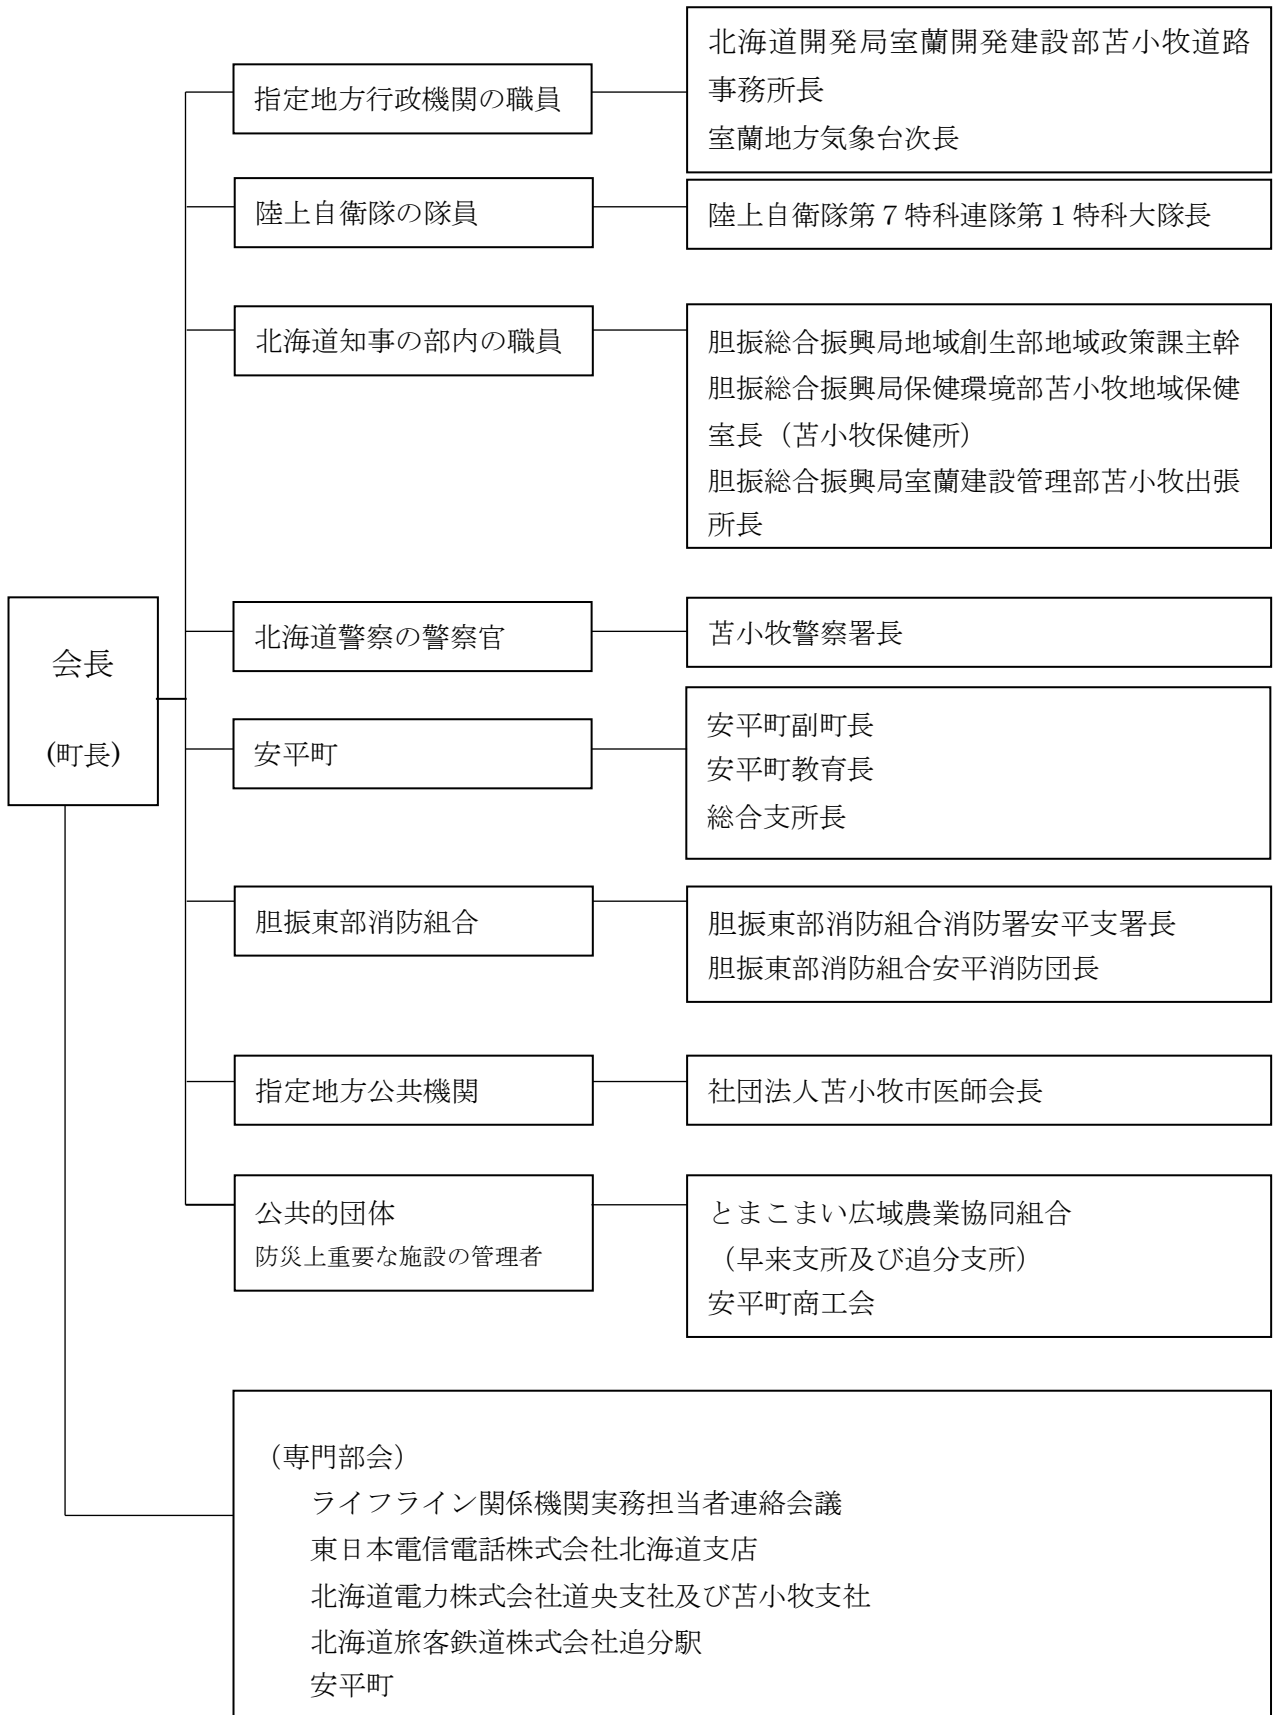 会長
(町長)
指定地方行政機関の職員
北海道開発局室蘭開発建設部苫小牧道路
事務所長
室蘭地方気象台次長
陸上自衛隊の隊員
陸上自衛隊第７特科連隊第１特科大隊長
北海道知事の部内の職員
胆振総合振興局地域創生部地域政策課主幹
胆振総合振興局保健環境部苫小牧地域保健
室長（苫小牧保健所）
胆振総合振興局室蘭建設管理部苫小牧出張
所長
北海道警察の警察官
苫小牧警察署長
安平町
安平町副町長
安平町教育長
総合支所長
胆振東部消防組合
胆振東部消防組合消防署安平支署長
胆振東部消防組合安平消防団長
指定地方公共機関
社団法人苫小牧市医師会長
公共的団体
防災上重要な施設の管理者
とまこまい広域農業協同組合
（早来支所及び追分支所）
安平町商工会
（専門部会）
ライフライン関係機関実務担当者連絡会議
東日本電信電話株式会社北海道支店
北海道電力株式会社道央支社及び苫小牧支社
北海道旅客鉄道株式会社追分駅
安平町